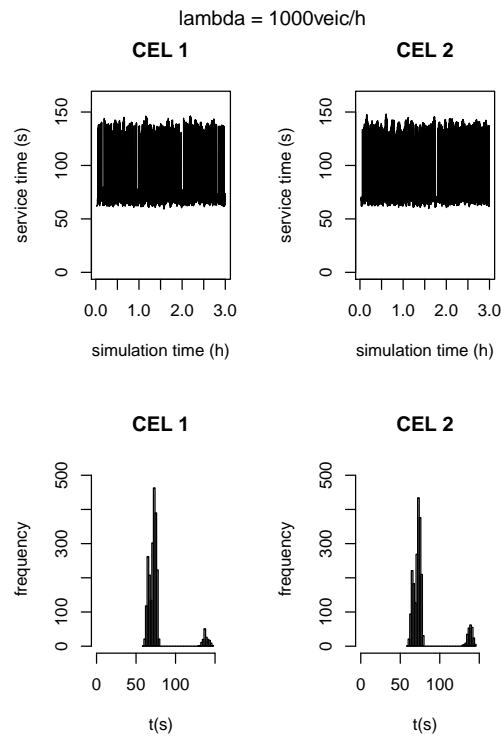 lambda = 1000veic/h
CEL 1
CEL 2
service time (s)
0 50 100 150
0.0 1.0 2.0 3.0
simulation time (h)
service time (s)
0 50 100 150
0.0 1.0 2.0 3.0
simulation time (h)
CEL 1
CEL 2
frequency
0 100 300 500
0 50 100
t(s)
frequency
0 100 300 500
0 50 100
t(s)